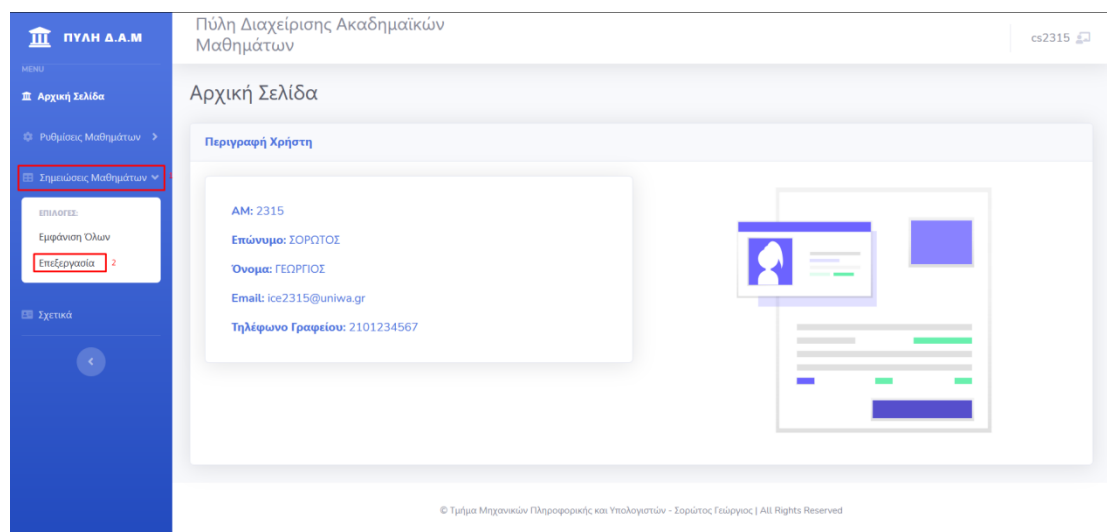 ΠΥΛΗ Δ.Α.Μ
Πύλη Διαχείρισης Ακαδημαϊκών
Μαθημάτων
cs2315
MENU
Αρχική Σελίδα
Ρυθμίσεις Μαθημάτων
Σημειώσεις Μαθημάτων
ΕΠΙΛΟΓΕΣ:
Εμφάνιση Όλων
Επεξεργασία 2
Σχετικά
Αρχική Σελίδα
Περιγραφή Χρήστη
ΑΜ: 2315
Επώνυμο: ΣΟΡΩΤΟΣ
Όνομα: ΓΕΩΡΓΙΟΣ
Email: ice2315@uniwa.gr
Τηλέφωνο Γραφείου: 2101234567
© Τμήμα Μηχανικών Πληροφορικής και Υπολογιστών - Σορώτος Γεώργιος | All Rights Reserved